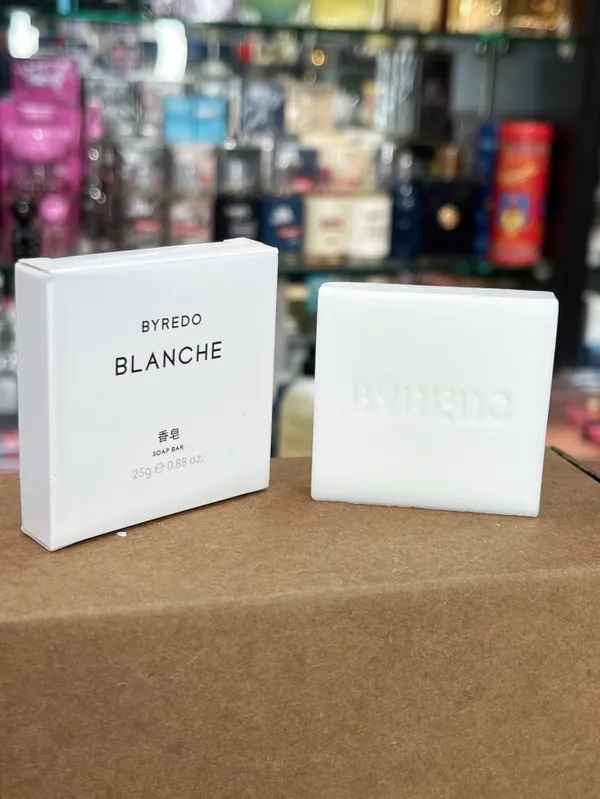 BYREDO
BLANCHE
香皂
SOAP BAR
25g ℮ 0.88 oz.
BYREDO